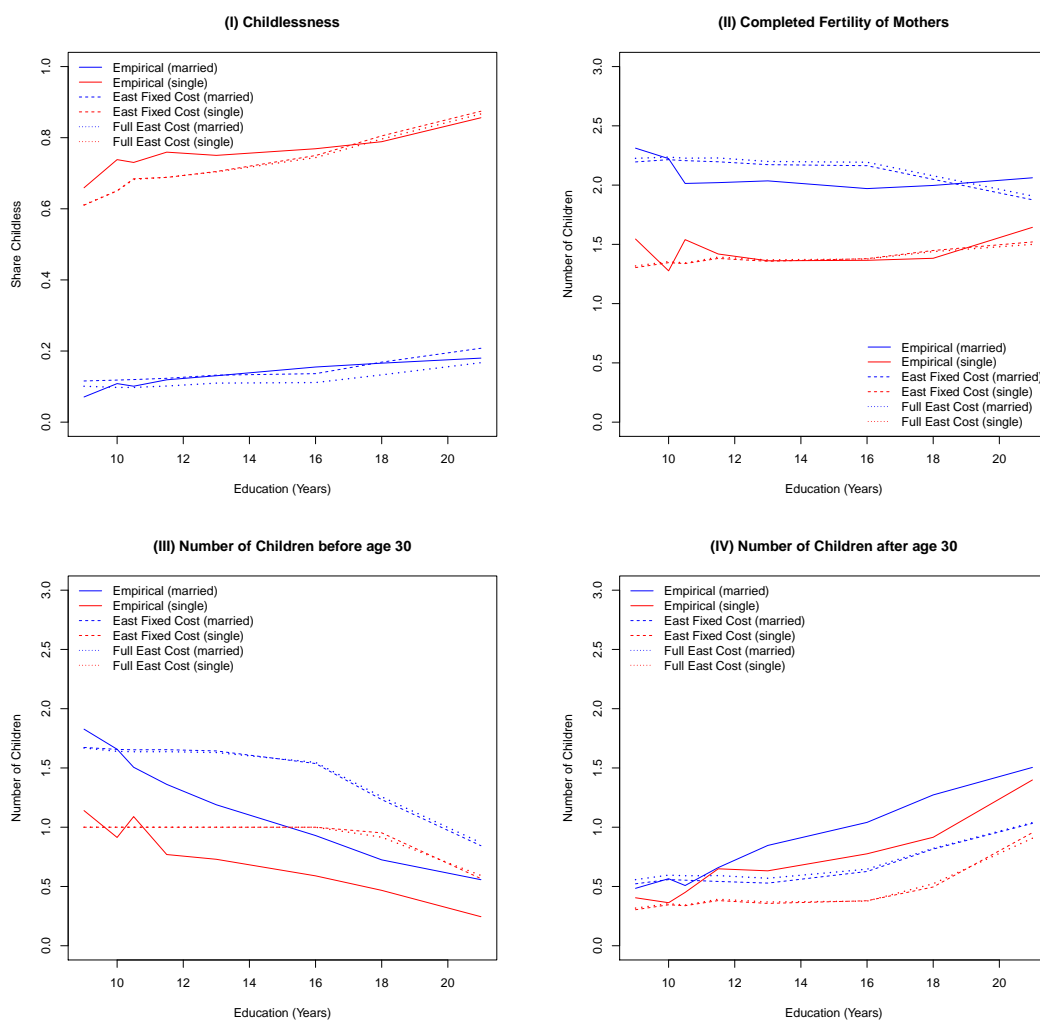 (I) Childlessness
Share Childless
0.0 0.2 0.4 0.6 0.8 1.0
Empirical (married)
Empirical (single)
East Fixed Cost (married)
East Fixed Cost (single)
Full East Cost (married)
Full East Cost (single)
10 12 14 16 18 20
Education (Years)
(II) Completed Fertility of Mothers
Number of Children
0.0 0.5 1.0 1.5 2.0 2.5 3.0
Empirical (married)
Empirical (single)
East Fixed Cost (married)
East Fixed Cost (single)
Full East Cost (married)
Full East Cost (single)
10 12 14 16 18 20
Education (Years)
(III) Number of Children before age 30
Number of Children
0.0 0.5 1.0 1.5 2.0 2.5 3.0
Empirical (married)
Empirical (single)
East Fixed Cost (married)
East Fixed Cost (single)
Full East Cost (married)
Full East Cost (single)
10 12 14 16 18 20
Education (Years)
(IV) Number of Children after age 30
Number of Children
0.0 0.5 1.0 1.5 2.0 2.5 3.0
Empirical (married)
Empirical (single)
East Fixed Cost (married)
East Fixed Cost (single)
Full East Cost (married)
Full East Cost (single)
10 12 14 16 18 20
Education (Years)